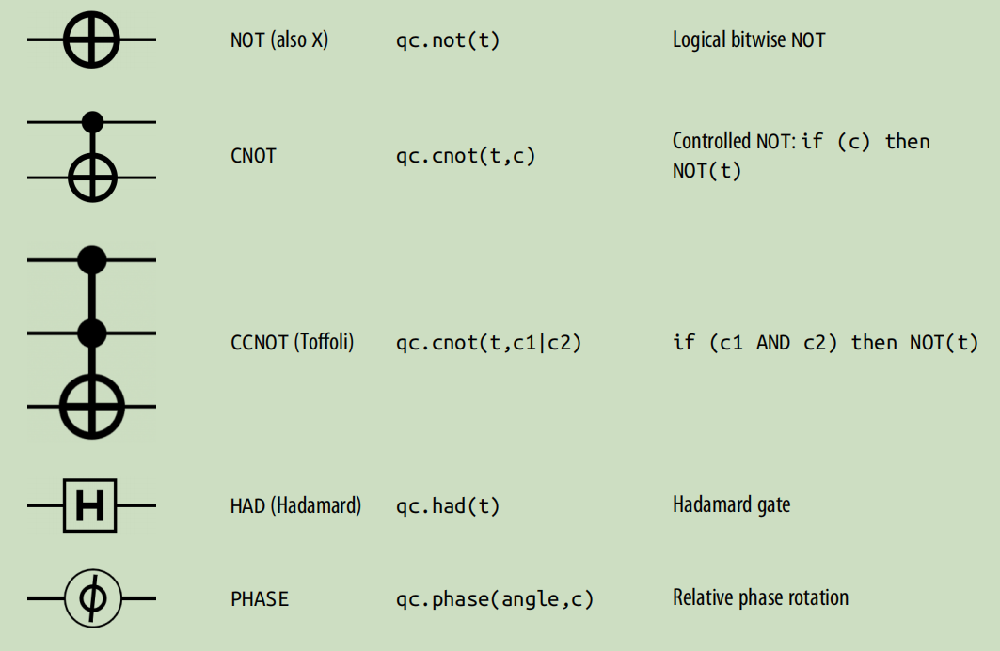 NOT (also X) qc.not(t) Logical bitwise NOT
CNOT qc.cnot(t,c) Controlled NOT: if (c) then
NOT(t)
CCNOT (Toffoli) qc.cnot(t,c1|c2) if (c1 AND c2) then NOT(t)
H HAD (Hadamard) qc.had(t) Hadamard gate
ϕ PHASE qc.phase(angle,c) Relative phase rotation